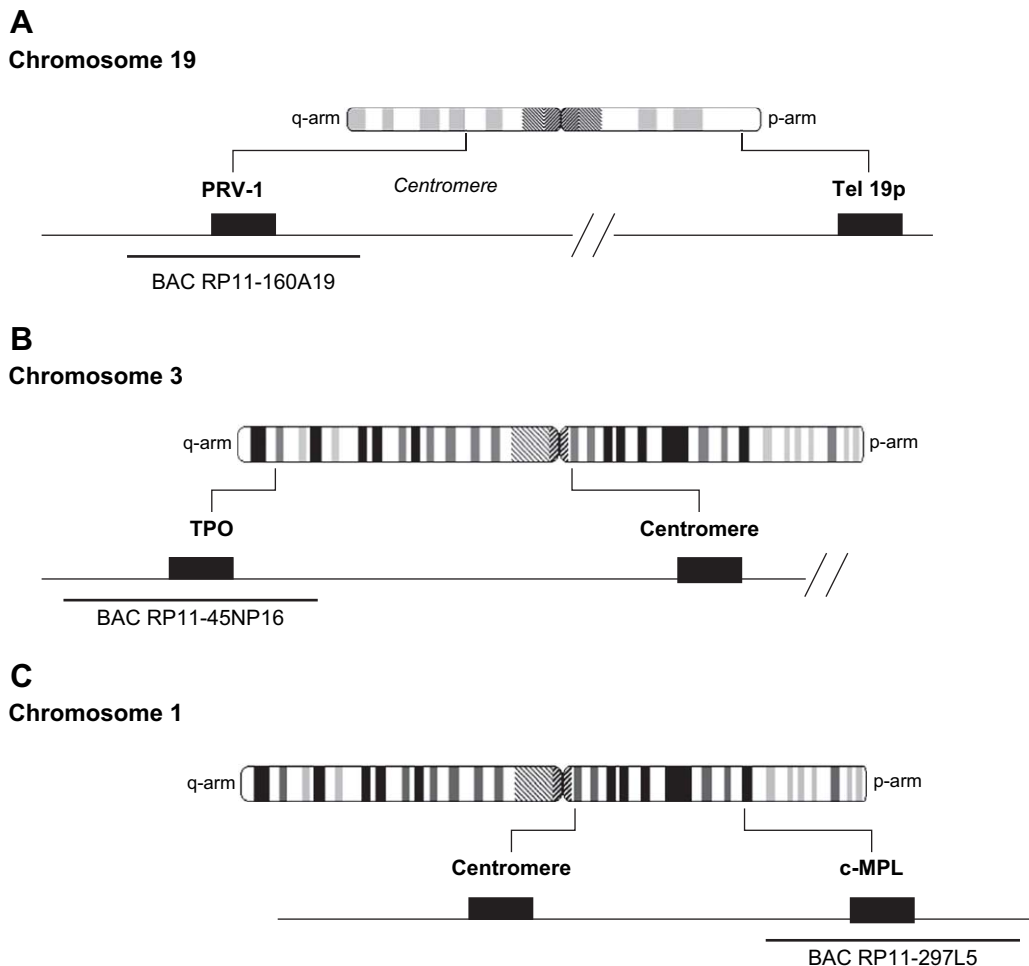 A
Chromosome 19
q-arm
p-arm
PRV-1
Centromere
Tel 19p
BAC RP11-160A19
B
Chromosome 3
q-arm
p-arm
TPO
Centromere
BAC RP11-45NP16
C
Chromosome 1
q-arm
p-arm
Centromere
c-MPL
BAC RP11-297L5